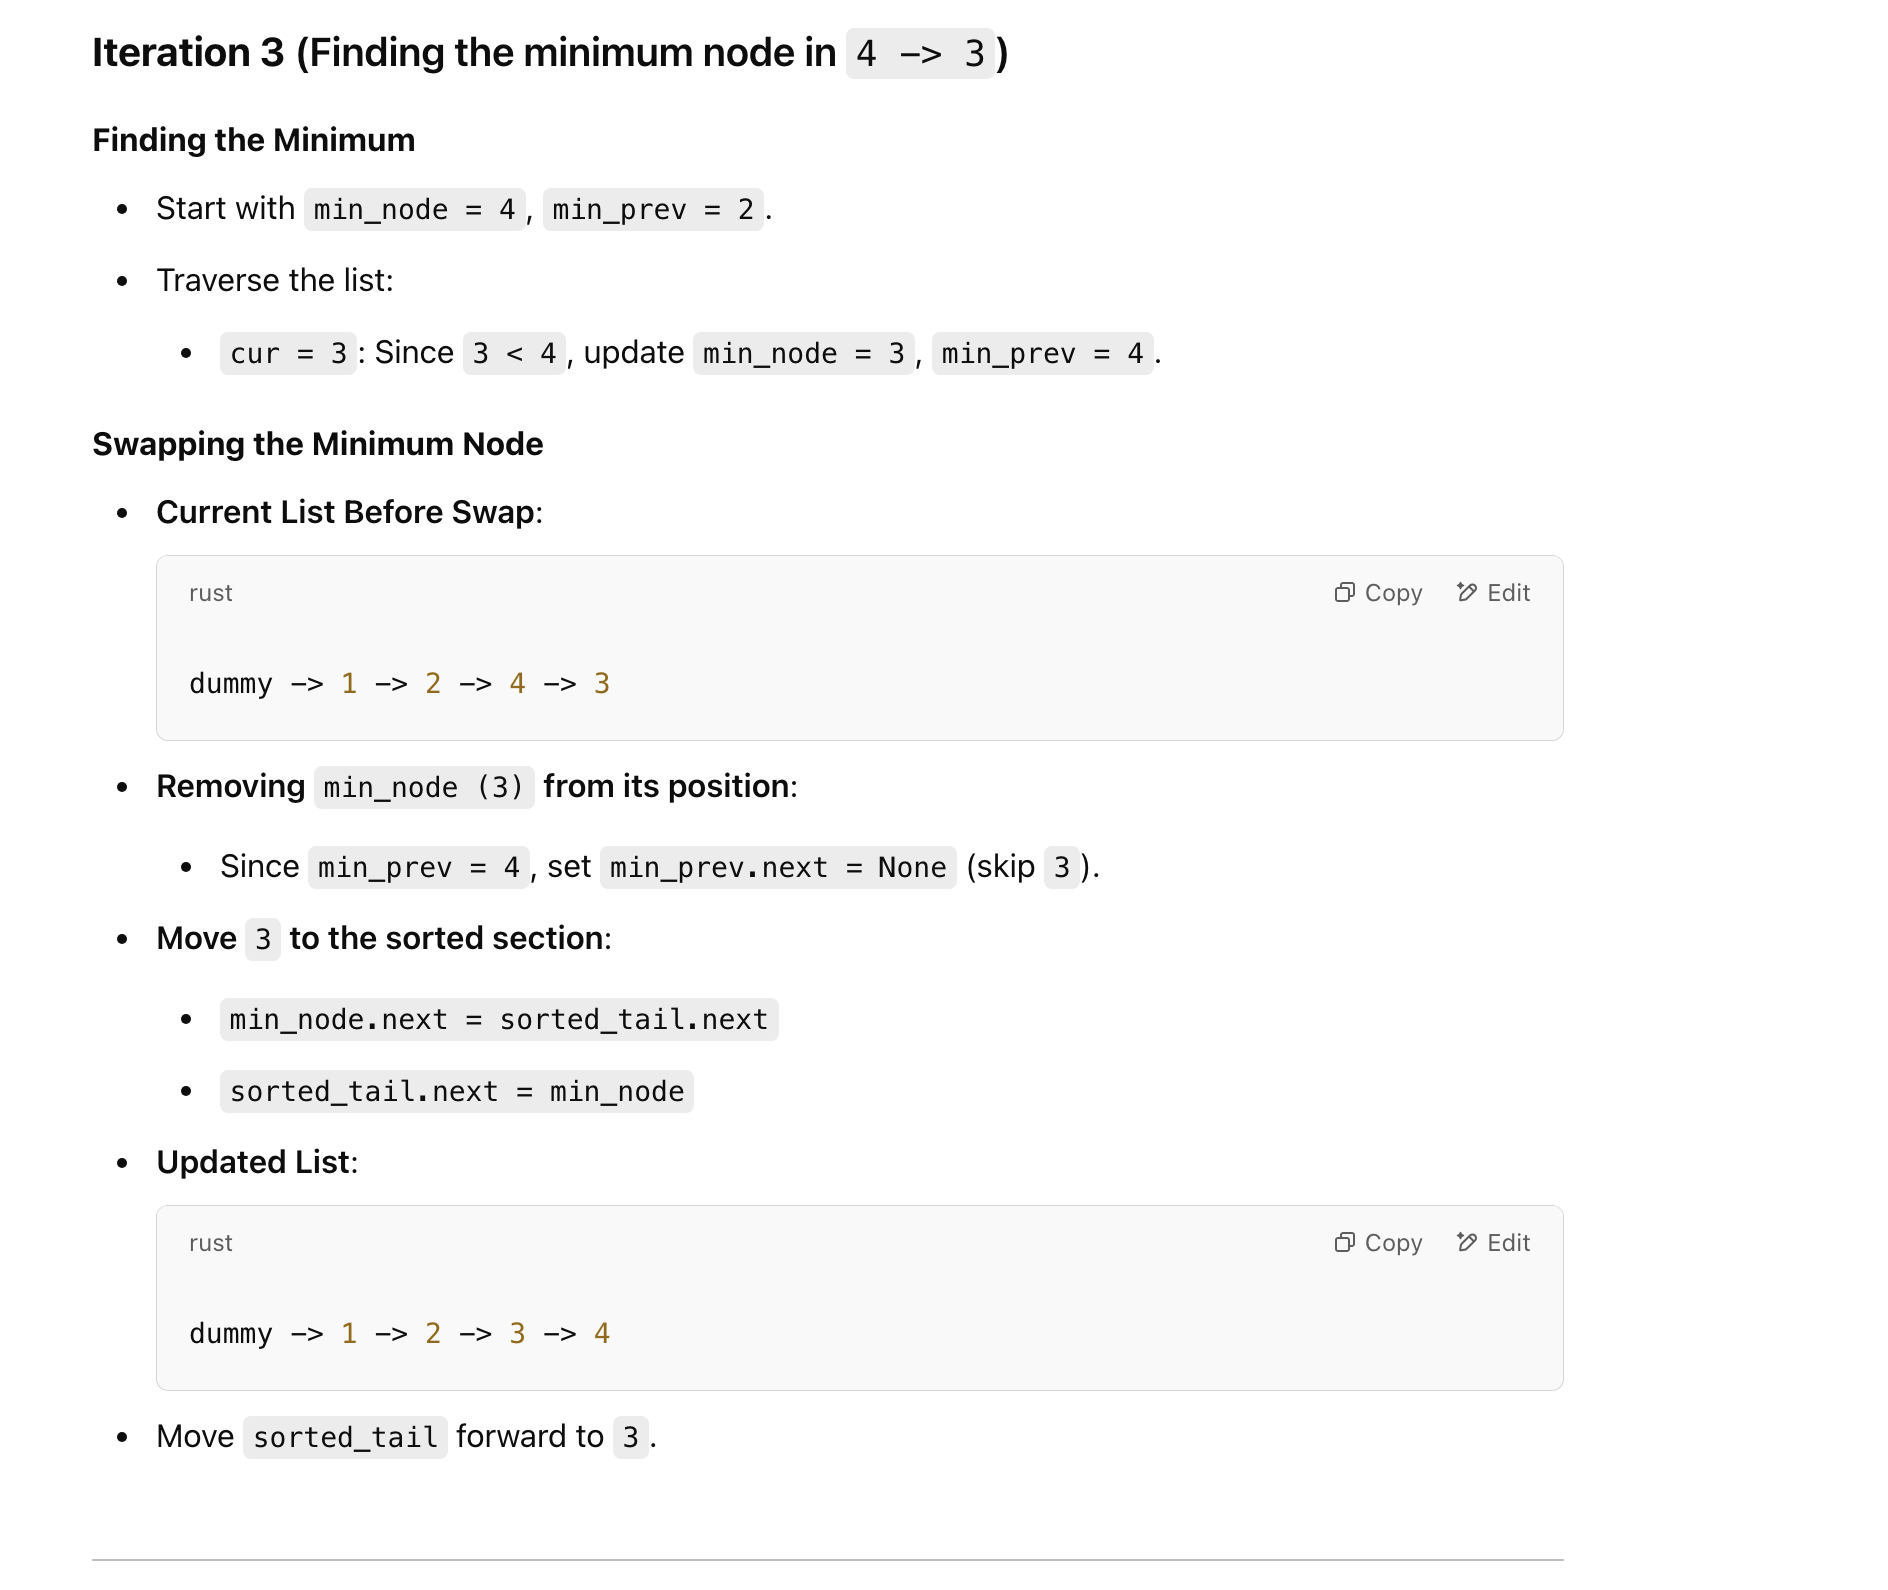 Iteration 3 (Finding the minimum node in 4 -> 3)
Finding the Minimum
• Start with min_node = 4, min_prev = 2.
• Traverse the list:
• cur = 3: Since 3 < 4, update min_node = 3, min_prev = 4.
Swapping the Minimum Node
• Current List Before Swap:
rust Copy Edit
dummy -> 1 -> 2 -> 4 -> 3
• Removing min_node (3) from its position:
• Since min_prev = 4, set min_prev.next = None (skip 3).
• Move 3 to the sorted section:
• min_node.next = sorted_tail.next
• sorted_tail.next = min_node
• Updated List:
rust Copy Edit
dummy -> 1 -> 2 -> 3 -> 4
• Move sorted_tail forward to 3.